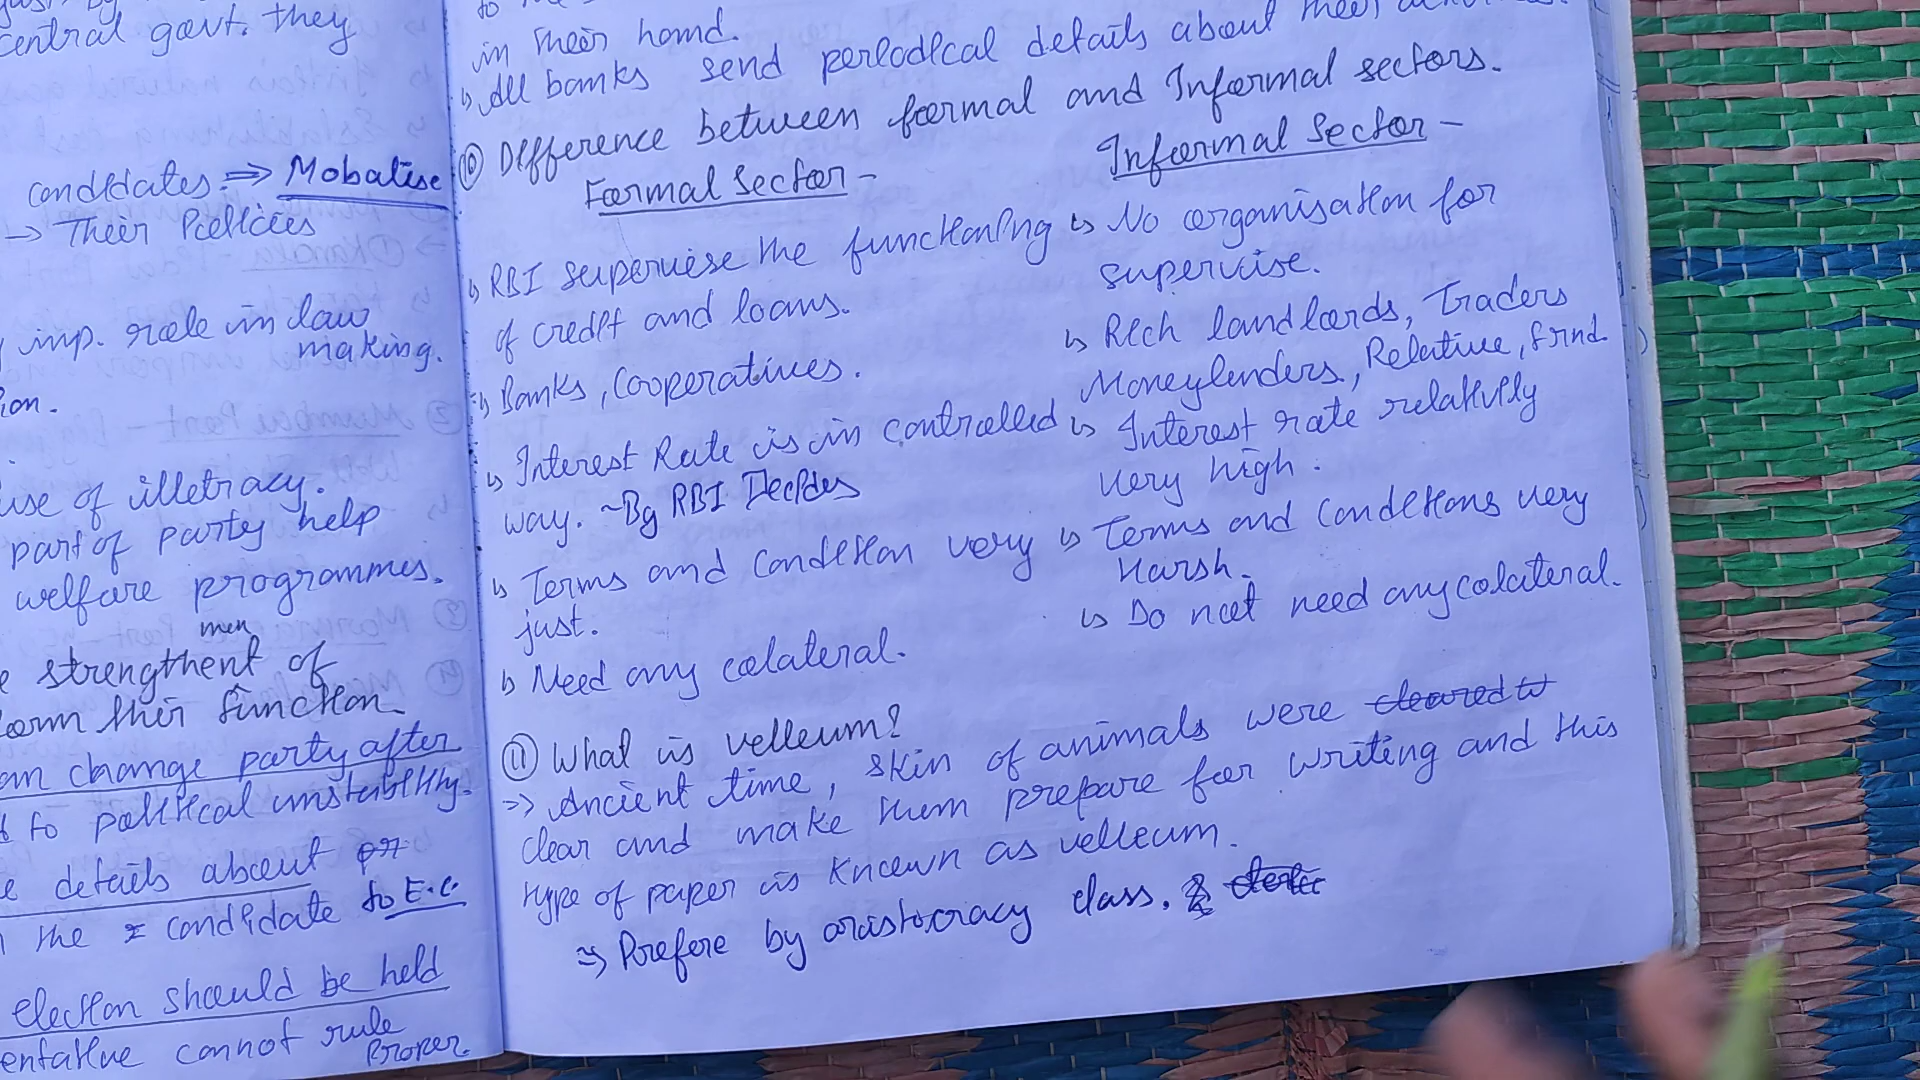 central govt. they
candidates. => Mobatise
-> Their Policies
imp. role in law
making.
ion.
use of illetracy.
part of party help
welfare programmes.
men
e strengthent of
form thir function.
an change party after
to political unstability.
e details about
the candidate to E.C.
election should be held
entative cannot rule
Proper.
in their hand.
All banks send periodical details about their
10 Difference between formal and Informal sectors.
Formal Sector -
RBI supervise the functioning
of credit and loans.
Banks, Cooperatives.
Interest Rate is in controlled
way. ~By RBI Decides
Terms and Condition very
just.
Need any colateral.
Informal Sector -
No organisation for
supervise.
Rich landlords, Traders
Moneylenders, Relative, frnd.
Interest rate relatifly
very high.
Terms and Conditions very
Harsh.
Do not need any colateral.
11 What is velleum?
=> Ancient time, skin of animals were cleared w
clear and make them prepare for writing and this
type of paper is known as velleum.
=> Prefere by aristocracy class.